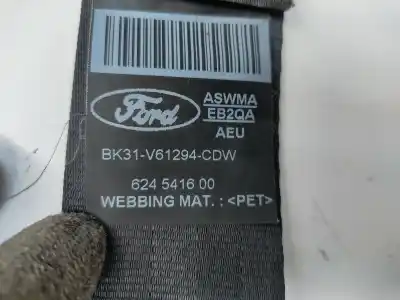 Ford
ASWMA
EB2QA
AEU
BK31-V61294-CDW
624 5416 00
WEBBING MAT. : <PET>